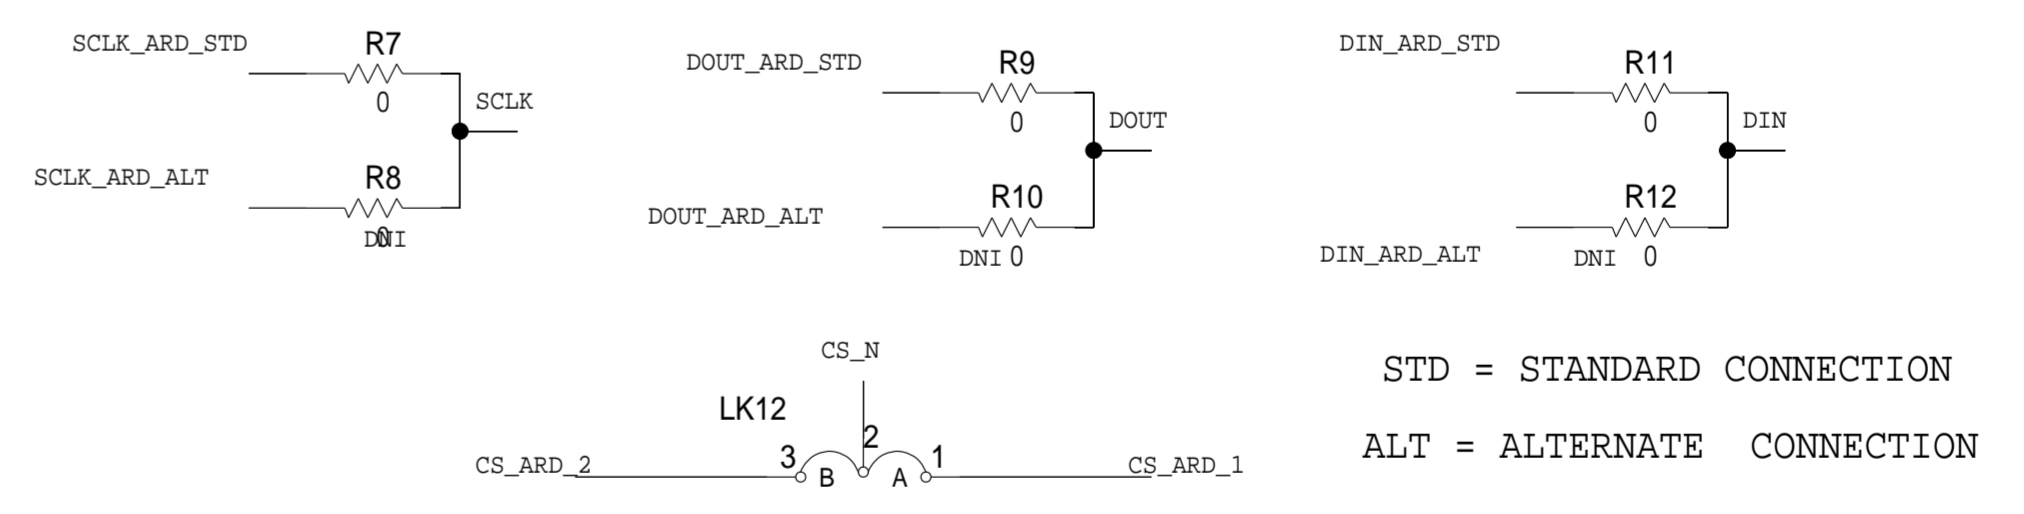 SCLK_ARD_STD
R7
0
SCLK
SCLK_ARD_ALT
R8
0
DNI
DOUT_ARD_STD
R9
0
DOUT
DOUT_ARD_ALT
R10
DNI 0
DIN_ARD_STD
R11
0
DIN
R12
DIN_ARD_ALT
DNI 0
CS_N
LK12
2
3
1
CS_ARD_2
B
A
CS_ARD_1
STD = STANDARD CONNECTION
ALT = ALTERNATE CONNECTION